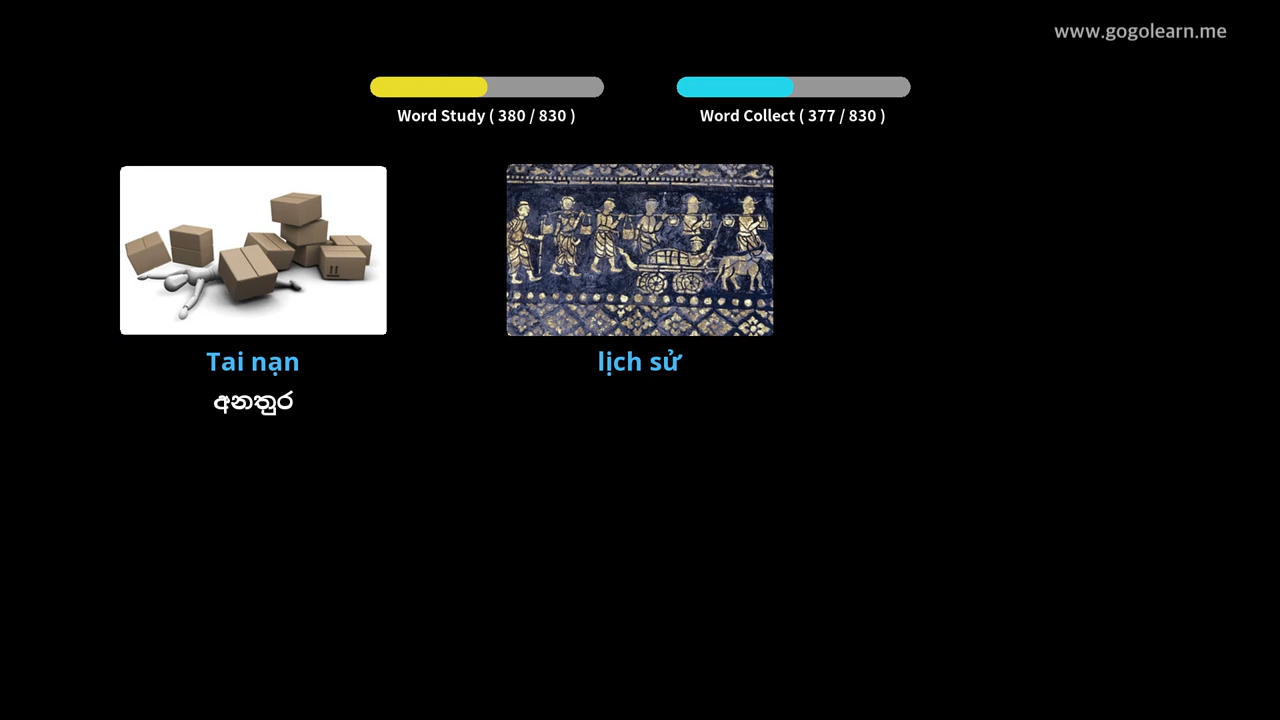 www.gogolearn.me
Word Study ( 380 / 830 )
Word Collect ( 377 / 830 )
Tai nạn
අනතුර
lịch sử